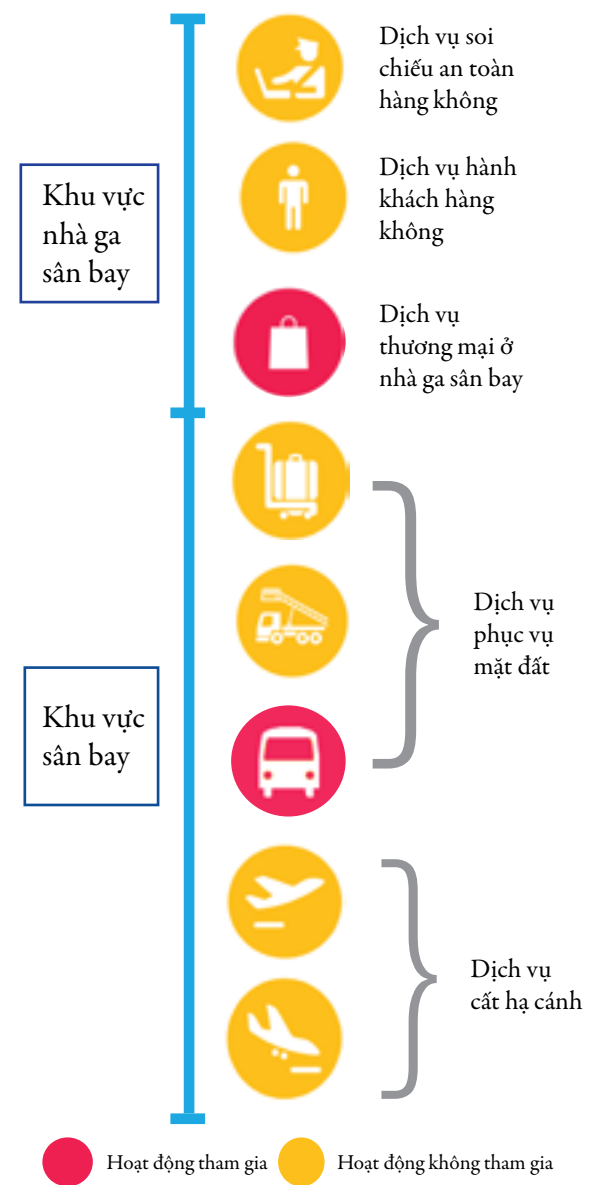 Dịch vụ soi
chiếu an toàn
hàng không
Dịch vụ hành
khách hàng
không
Khu vực
nhà ga
sân bay
Dịch vụ
thương mại ở
nhà ga sân bay
Dịch vụ
phục vụ
mặt đất
Khu vực
sân bay
Dịch vụ
cất hạ cánh
Hoạt động tham gia
Hoạt động không tham gia